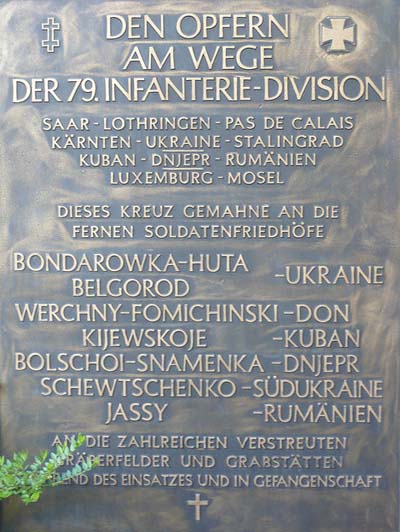 DEN OPFERN
AM WEGE
DER 79. INFANTERIE-DIVISION
SAAR - LOTHRINGEN - PAS DE CALAIS
KÄRNTEN - UKRAINE - STALINGRAD
KUBAN - DNJEPR - RUMÄNIEN
LUXEMBURG - MOSEL
DIESES KREUZ GEMAHNE AN DIE
FERNEN SOLDATENFRIEDHÖFE
BONDAROWKA-HUTA -UKRAINE
BELGOROD
WERCHNY-FOMICHINSKI-DON
KIJEWSKOJE -KUBAN
BOLSCHOI-SNAMENKA -DNJEPR
SCHEWTSCHENKO -SÜDUKRAINE
JASSY -RUMÄNIEN
AN DIE ZAHLREICHEN VERSTREUTEN
GRÄBERFELDER UND GRABSTÄTTEN
DES EINSATZES UND IN GEFANGENSCHAFT